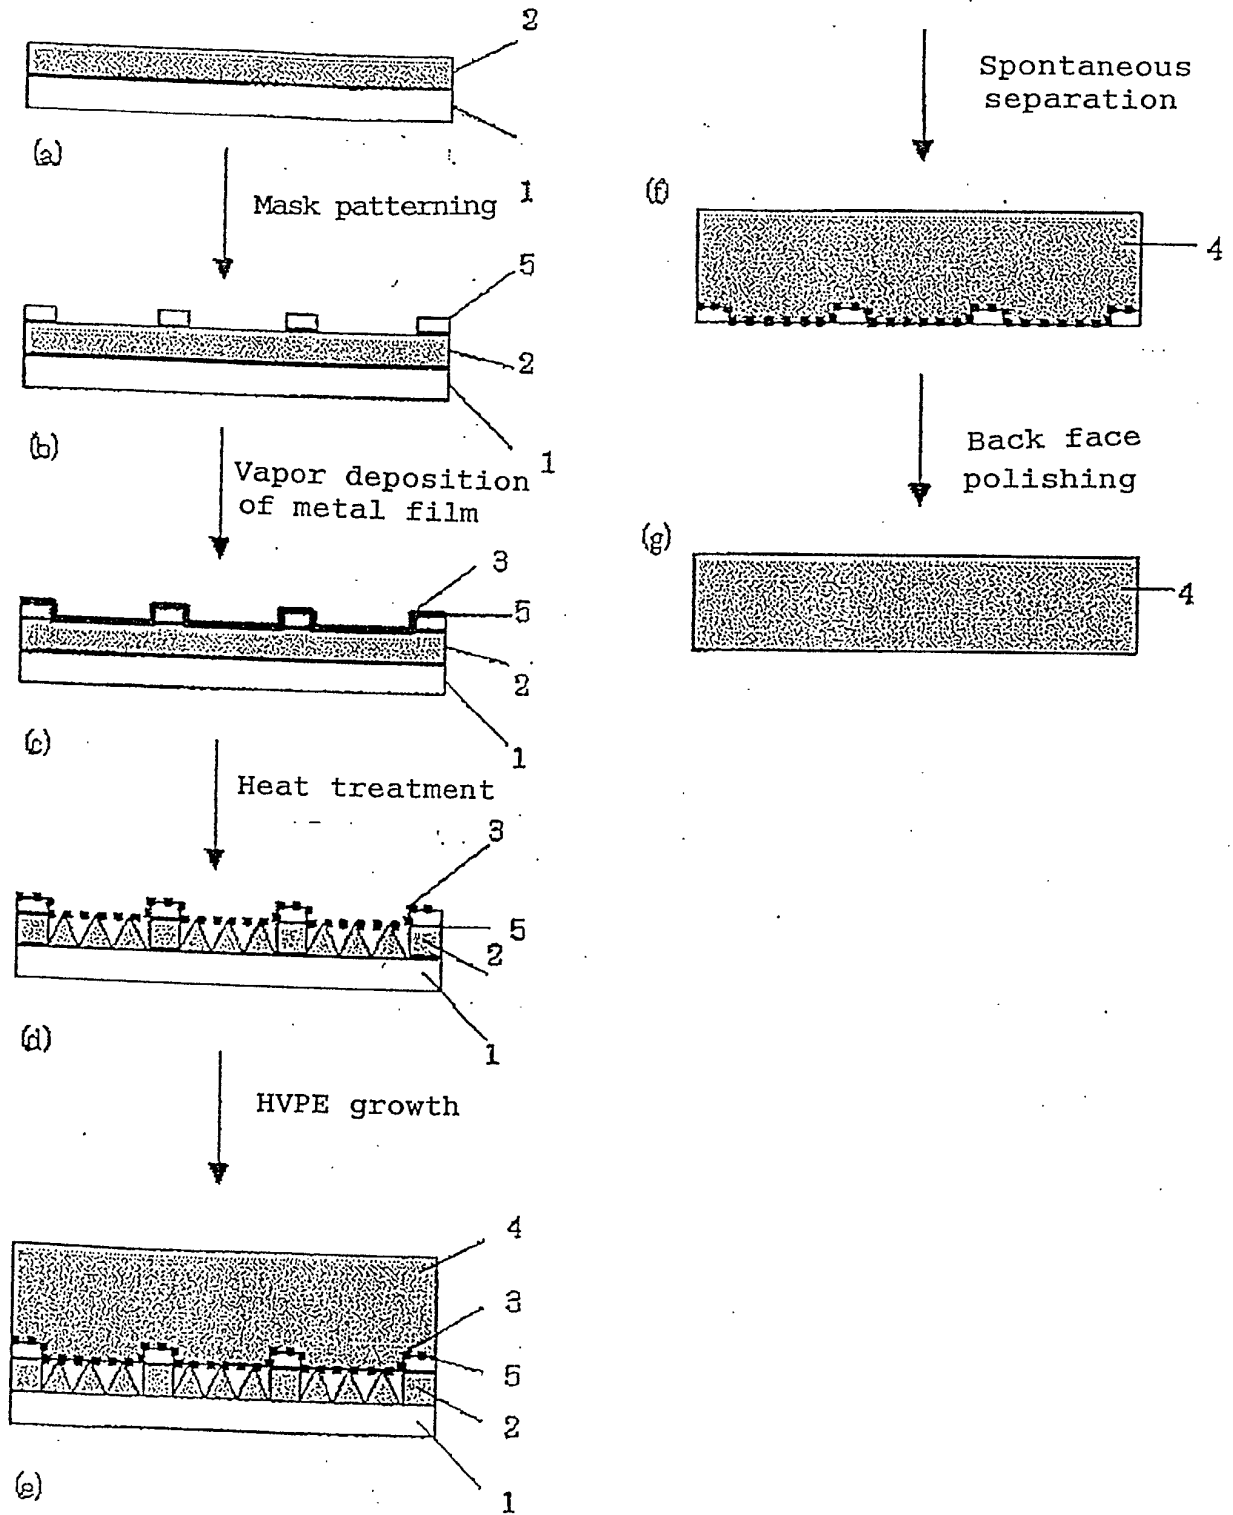 2
(a)
1
Mask patterning
5
2
(b)
1
Vapor deposition
of metal film
3
5
2
(c)
1
Heat treatment
3
5
2
(d)
1
HVPE growth
4
3
5
2
(e)
1
Spontaneous
separation
(f)
4
Back face
polishing
(g)
4